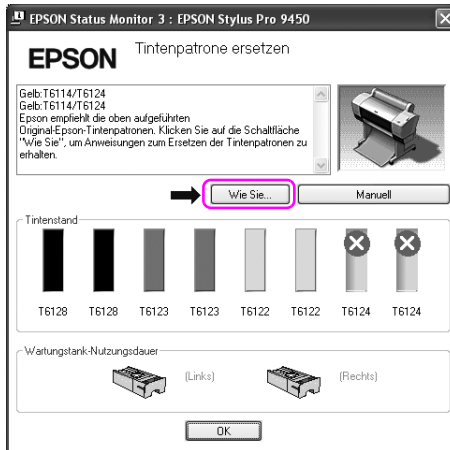 EPSON Status Monitor 3 : EPSON Stylus Pro 9450
EPSON
Tintenpatrone ersetzen
Gelb:T6114/T6124
Gelb:T6114/T6124
Epson empfiehlt die oben aufgeführten
Original-Epson-Tintenpatronen. Klicken Sie auf die Schaltfläche
"Wie Sie", um Anweisungen zum Ersetzen der Tintenpatronen zu
erhalten.
Wie Sie...
Manuell
Tintenstand
T6128 T6128 T6123 T6123 T6122 T6122 T6124 T6124
Wartungstank-Nutzungsdauer
(Links)
(Rechts)
OK